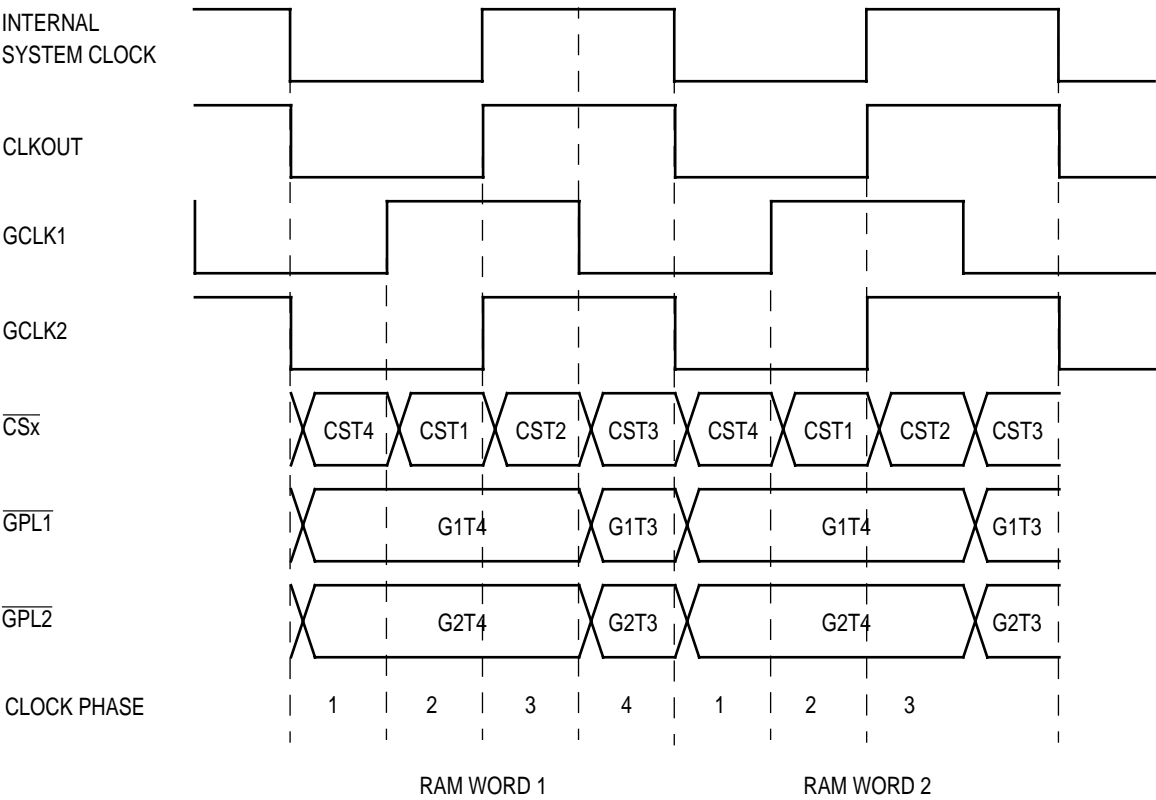 INTERNAL
SYSTEM CLOCK
CLKOUT
GCLK1
GCLK2
CSx CST4 CST1 CST2 CST3 CST4 CST1 CST2 CST3
GPL1 G1T4 G1T3 G1T4 G1T3
GPL2 G2T4 G2T3 G2T4 G2T3
CLOCK PHASE 1 2 3 4 1 2 3
RAM WORD 1 RAM WORD 2